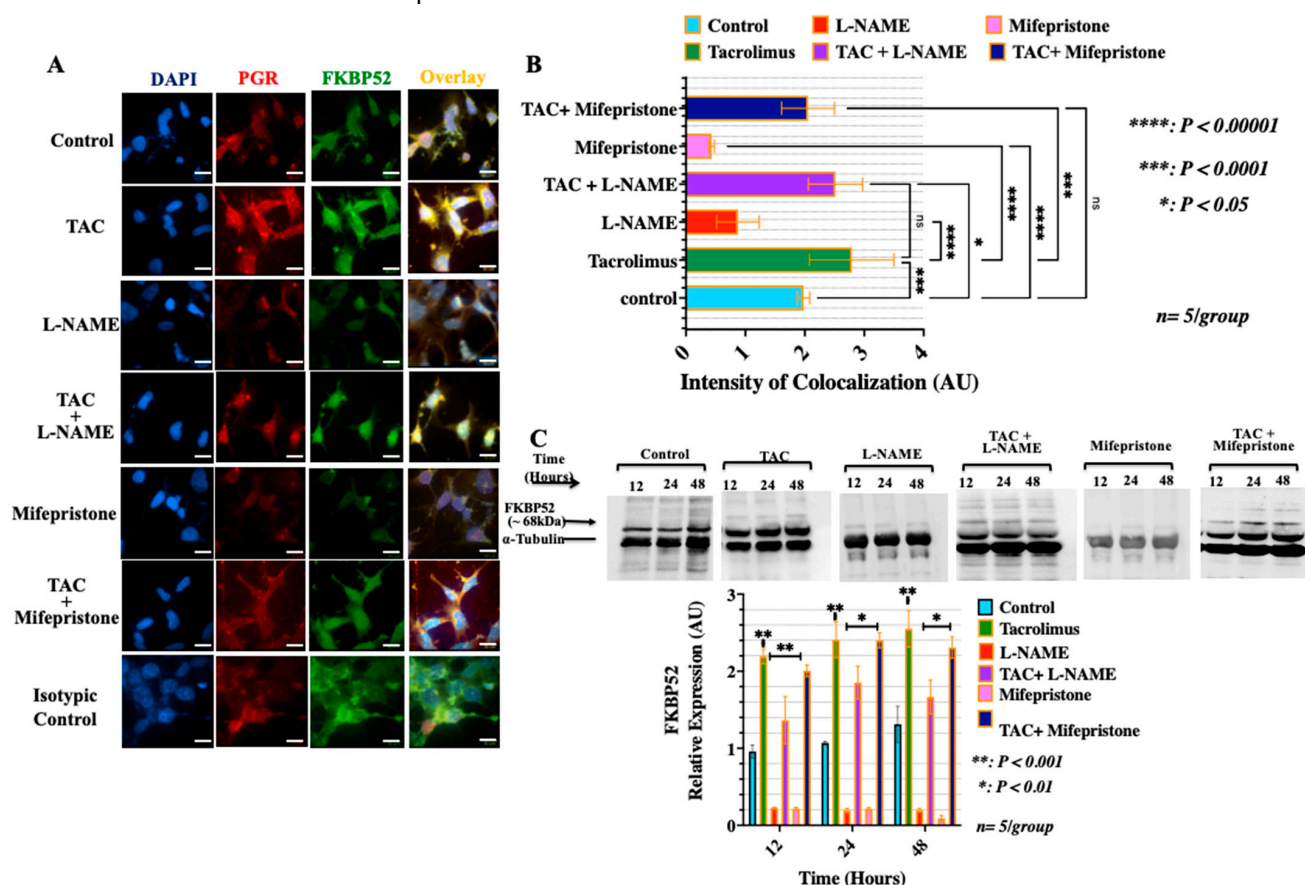 A
DAPI PGR FKBP52 Overlay
Control
TAC
L-NAME
TAC
+
L-NAME
Mifepristone
TAC
+
Mifepristone
Isotypic
Control
Control L-NAME Mifepristone
Tacrolimus TAC + L-NAME TAC+ Mifepristone
B
TAC+ Mifepristone
Mifepristone
TAC + L-NAME
L-NAME
Tacrolimus
control
0 1 2 3 4
Intensity of Colocalization (AU)
ns
***
****
*
****
****
***
ns
****: P < 0.00001
***: P < 0.0001
*: P < 0.05
n= 5/group
C
Time
(Hours)
Control TAC L-NAME TAC +
L-NAME Mifepristone TAC +
Mifepristone
12 24 48 12 24 48 12 24 48 12 24 48 12 24 48 12 24 48
FKBP52
(~ 68kDa)
α-Tubulin
FKBP52
Relative Expression (AU)
3
2
1
0
** ** ** * ** *
12 24 48
Time (Hours)
Control
Tacrolimus
L-NAME
TAC+ L-NAME
Mifepristone
TAC+ Mifepristone
**: P < 0.001
*: P < 0.01
n= 5/group